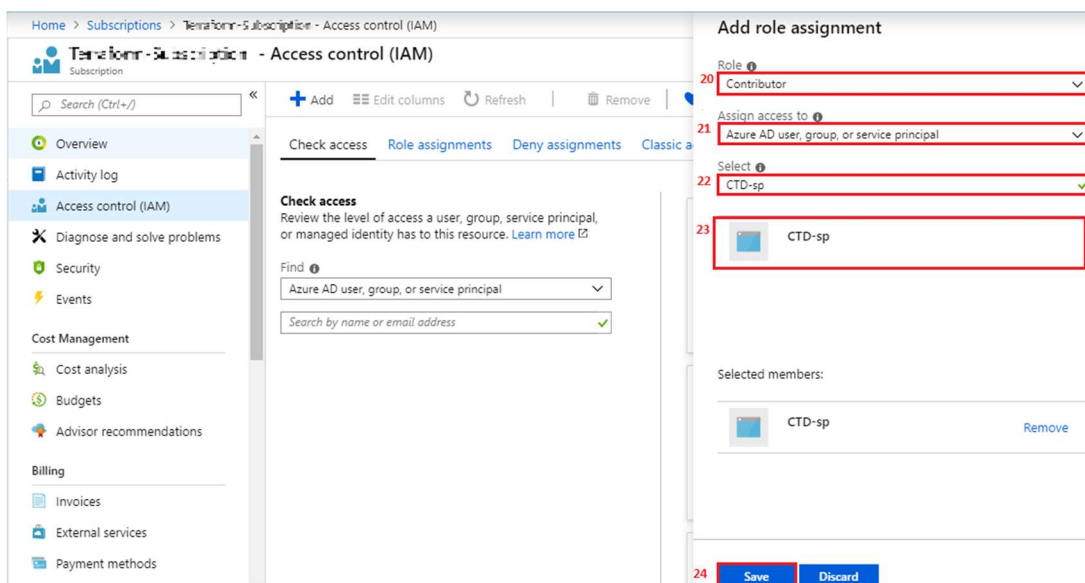 Home > Subscriptions > Terraform-Subscription - Access control (IAM)
Terraform-Subscription - Access control (IAM)
Subscription
Search (Ctrl+/)
«
Overview
Activity log
Access control (IAM)
Diagnose and solve problems
Security
Events
Cost Management
Cost analysis
Budgets
Advisor recommendations
Billing
Invoices
External services
Payment methods
Add
Edit columns
Refresh
Remove
Check access
Role assignments
Deny assignments
Classic a
Check access
Review the level of access a user, group, service principal,
or managed identity has to this resource. Learn more
Find
Azure AD user, group, or service principal
Search by name or email address
Add role assignment
Role
20
Contributor
Assign access to
21
Azure AD user, group, or service principal
Select
22
CTD-sp
23
CTD-sp
Selected members:
CTD-sp
Remove
24
Save
Discard